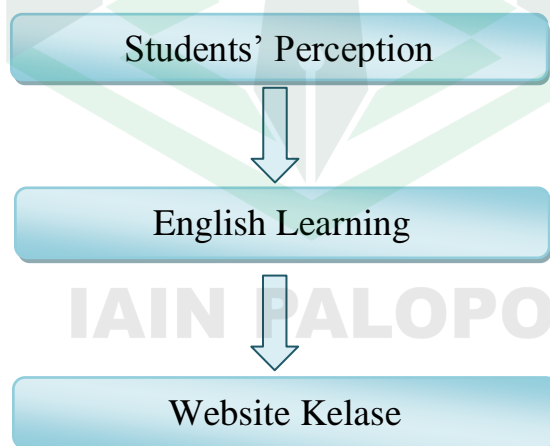 Students’ Perception
English Learning
IAIN PALOPO
Website Kelase